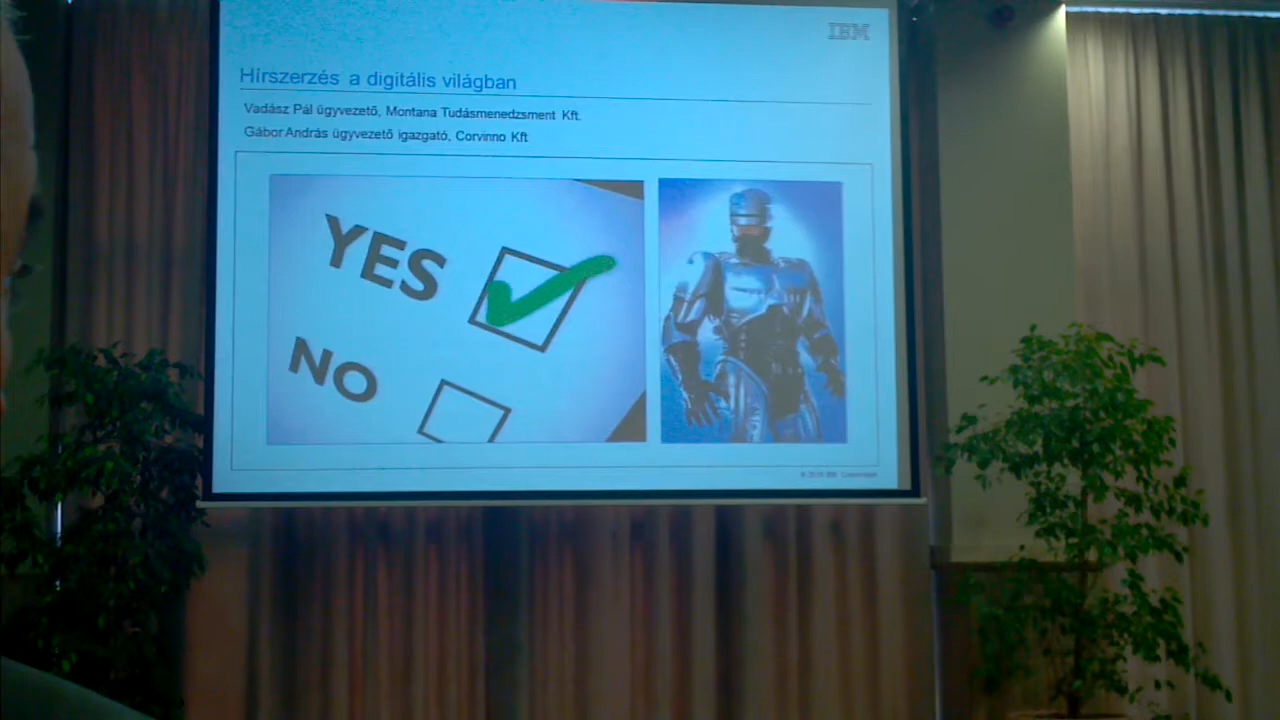 IBM
Hírszerzés a digitális világban
Vadász Pál ügyvezető, Montana Tudásmenedzsment Kft.
Gábor András ügyvezető igazgató, Corvinno Kft
YES
NO